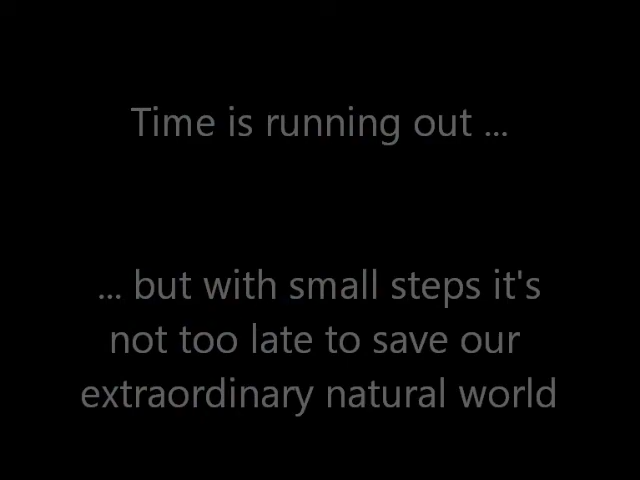 Time is running out ...
... but with small steps it's
not too late to save our
extraordinary natural world